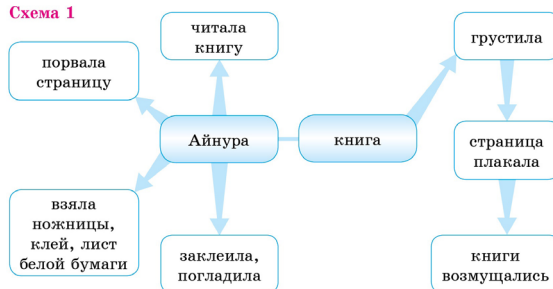 Схема 1
читала
книгу
грустила
порвала
страницу
Айнура
книга
страница
плакала
взяла
ножницы,
клей, лист
белой бумаги
заклеила,
погладила
книги
возмущались